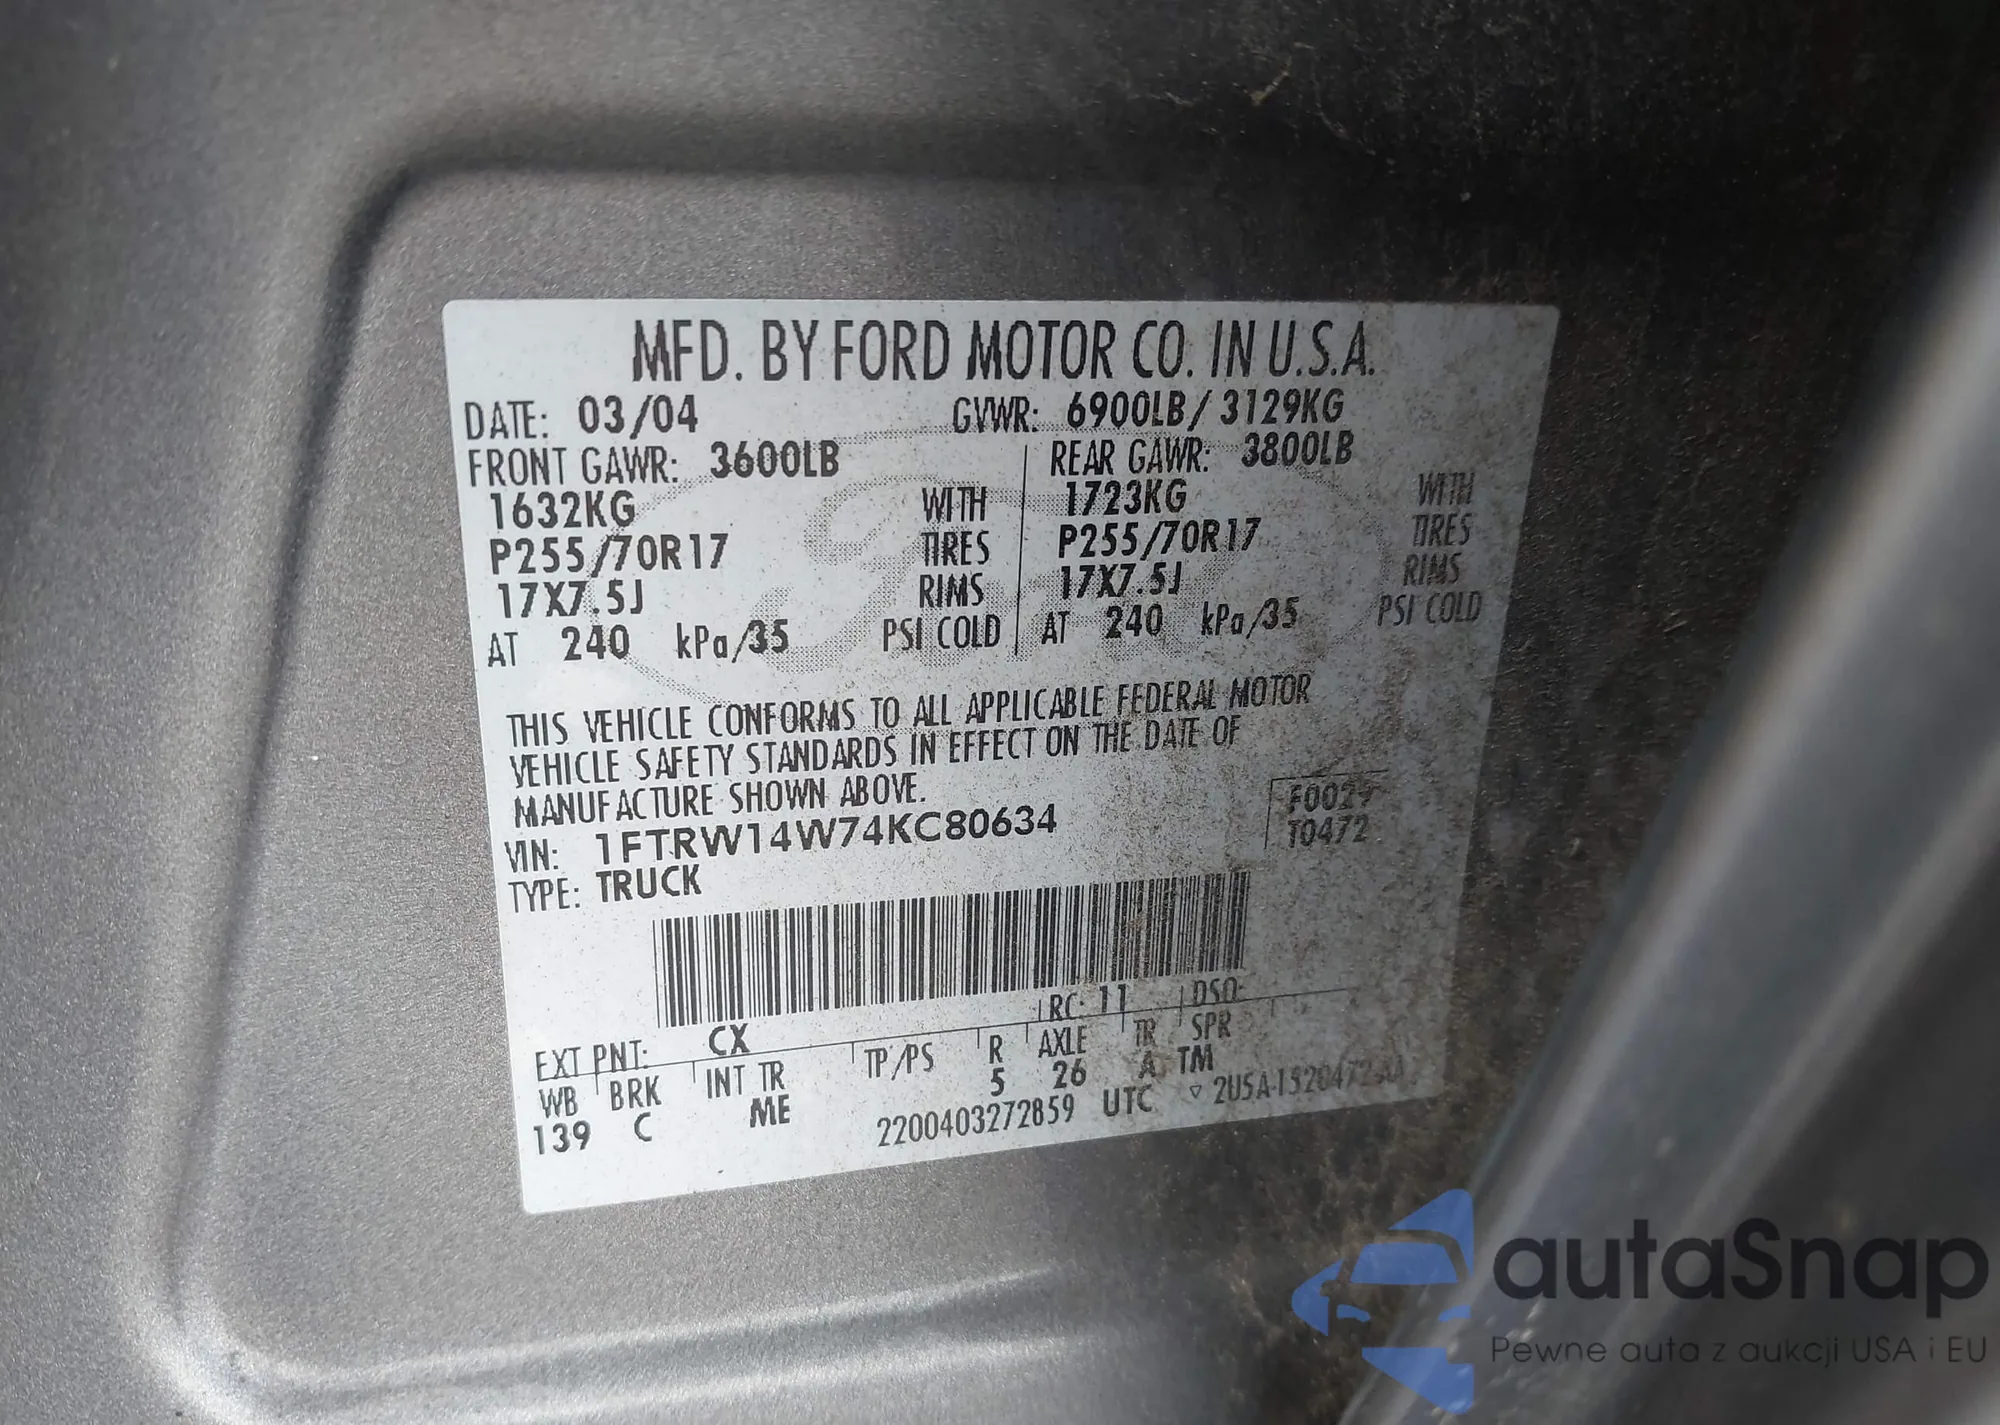 MFD. BY FORD MOTOR CO. IN U.S.A.
DATE: 03/04 GVWR: 6900LB/ 3129KG
FRONT GAWR: 3600LB REAR GAWR: 3800LB
1632KG WITH 1723KG WITH
P255/70R17 TIRES P255/70R17 TIRES
17X7.5J RIMS 17X7.5J RIMS
AT 240 kPa/35 PSI COLD AT 240 kPa/35 PSI COLD
THIS VEHICLE CONFORMS TO ALL APPLICABLE FEDERAL MOTOR
VEHICLE SAFETY STANDARDS IN EFFECT ON THE DATE OF
MANUFACTURE SHOWN ABOVE.
VIN: 1FTRW14W74KC80634 F0029
TYPE: TRUCK T0472
EXT PNT: CX RC: 11 DSO:
WB BRK INT TR TP/PS R AXLE TR SPR
139 C ME 5 26 A TM
2200403272859 UTC ▽ 2U5A-1520472-AA
Ford
autaSnap
Pewne auta z aukcji USA i EU